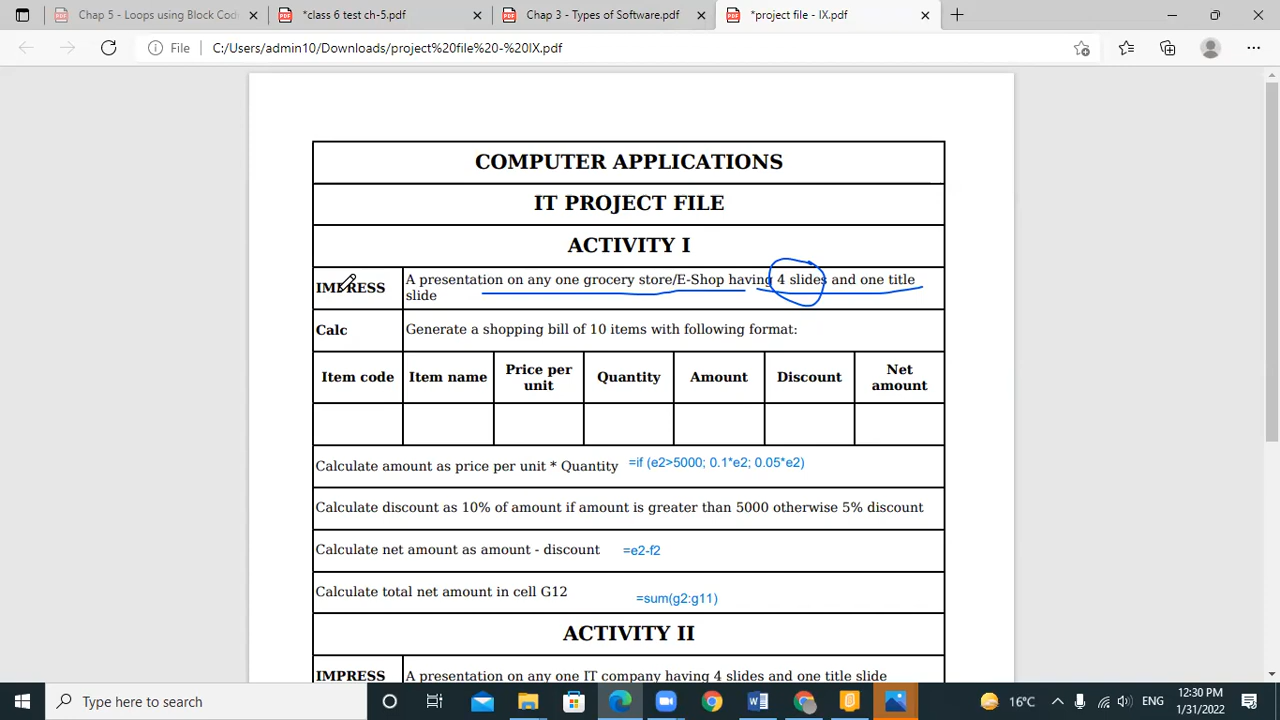 Chap 5 - Loops using Block Cod
*class 6 test ch-5.pdf
Chap 3 - Types of Software.pdf
*project file - IX.pdf
File
C:/Users/admin10/Downloads/project%20file%20-%20IX.pdf
COMPUTER APPLICATIONS
IT PROJECT FILE
ACTIVITY I
IMPRESS
A presentation on any one grocery store/E-Shop having 4 slides and one title
slide
Calc
Generate a shopping bill of 10 items with following format:
Item code
Item name
Price per
unit
Quantity
Amount
Discount
Net
amount
Calculate amount as price per unit * Quantity
=if (e2>5000; 0.1*e2; 0.05*e2)
Calculate discount as 10% of amount if amount is greater than 5000 otherwise 5% discount
Calculate net amount as amount - discount
=e2-f2
Calculate total net amount in cell G12
=sum(g2:g11)
ACTIVITY II
IMPRESS
A presentation on any one IT company having 4 slides and one title slide
Type here to search
16°C
ENG
12:30 PM
1/31/2022